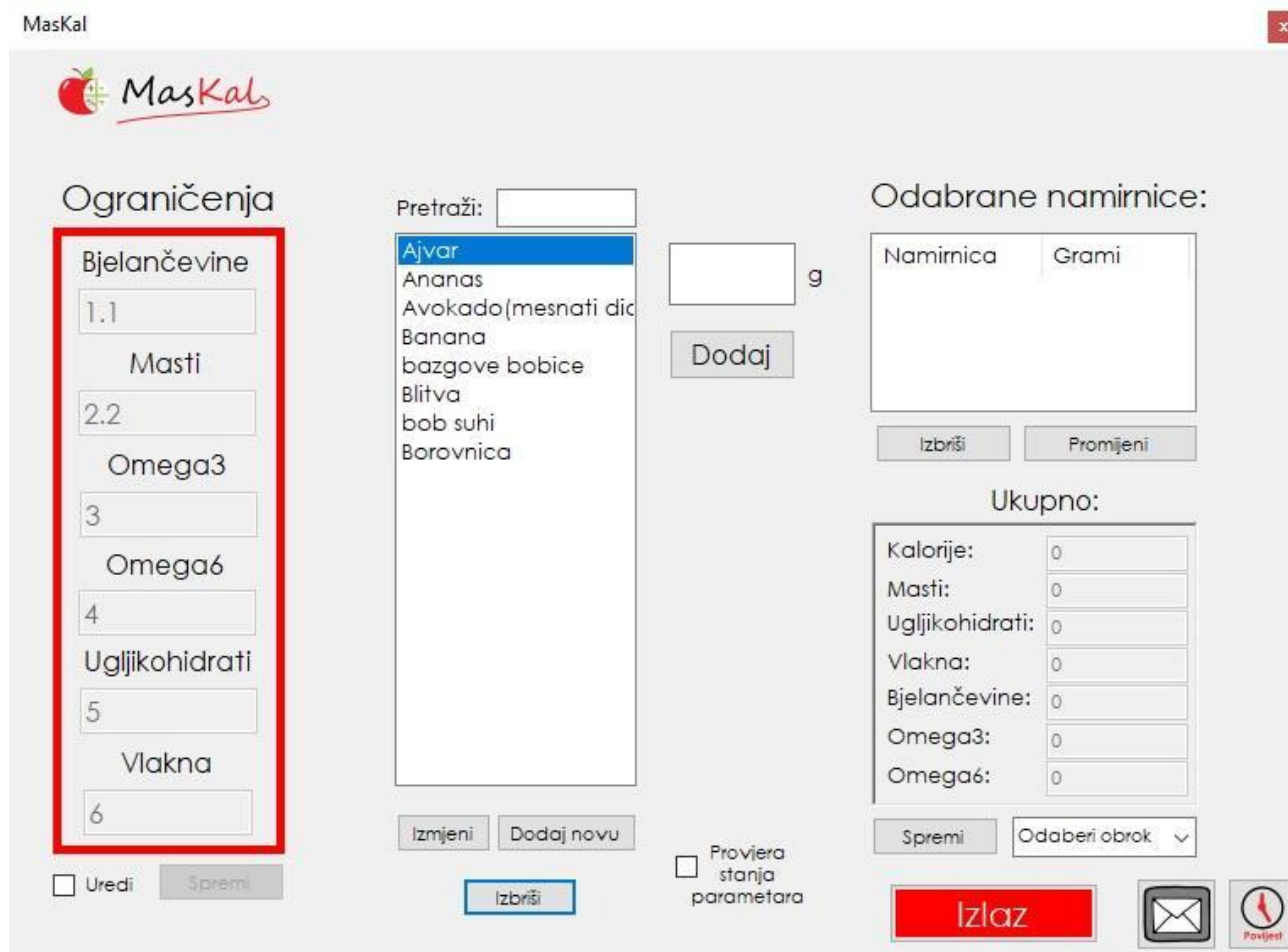 MasKal
x
MasKal
Ograničenja
Bjelančevine
1.1
Masti
2.2
Omega3
3
Omega6
4
Ugljikohidrati
5
Vlakna
6
Uredi
Spremi
Pretraži:
Ajvar
Ananas
Avokado(mesnati dic
Banana
bazgove bobice
Blitva
bob suhi
Borovnica
Izmjeni
Dodaj novu
Izbriši
g
Dodaj
Provjera
stanja
parametara
Odabrane namirnice:
Namirnica Grami
Izbriši
Promijeni
Ukupno:
Kalorije: 0
Masti: 0
Ugljikohidrati: 0
Vlakna: 0
Bjelančevine: 0
Omega3: 0
Omega6: 0
Spremi
Odaberi obrok
Izlaz
Povijest